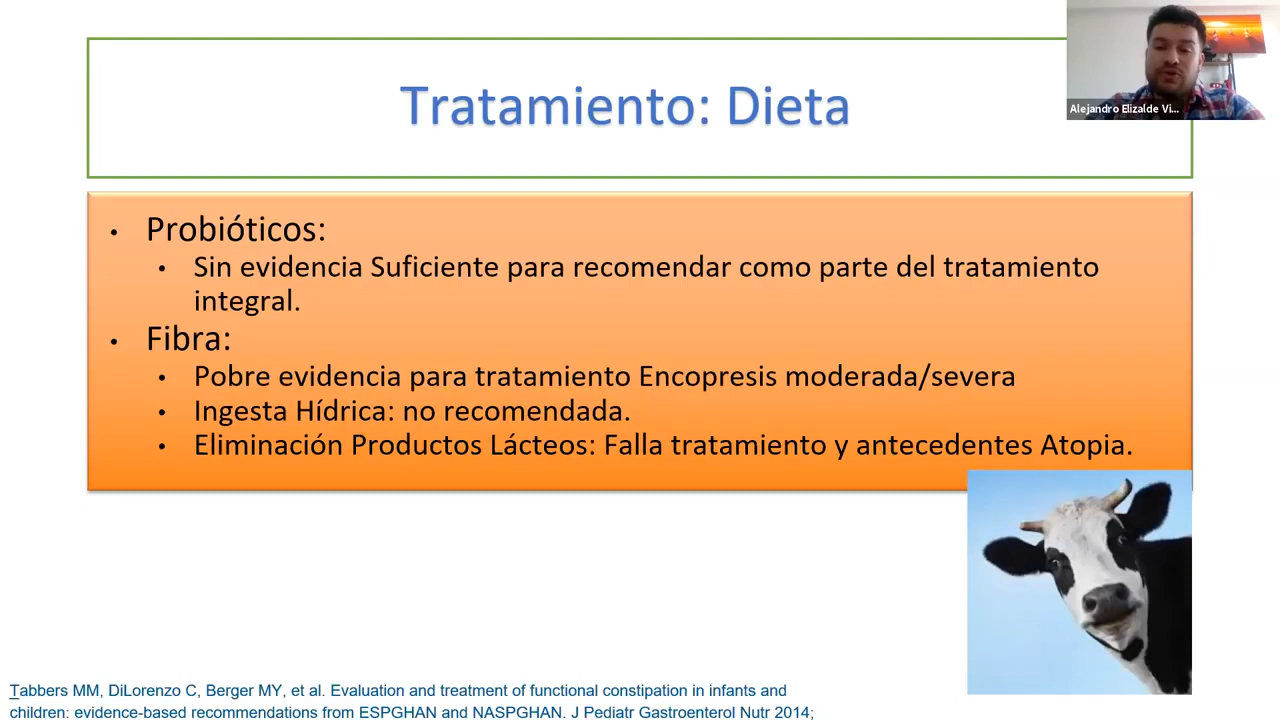 Tratamiento: Dieta
Alejandro Elizalde Vi...
• Probióticos:
• Sin evidencia Suficiente para recomendar como parte del tratamiento
integral.
• Fibra:
• Pobre evidencia para tratamiento Encopresis moderada/severa
• Ingesta Hídrica: no recomendada.
• Eliminación Productos Lácteos: Falla tratamiento y antecedentes Atopia.
Tabbers MM, DiLorenzo C, Berger MY, et al. Evaluation and treatment of functional constipation in infants and
children: evidence-based recommendations from ESPGHAN and NASPGHAN. J Pediatr Gastroenterol Nutr 2014;